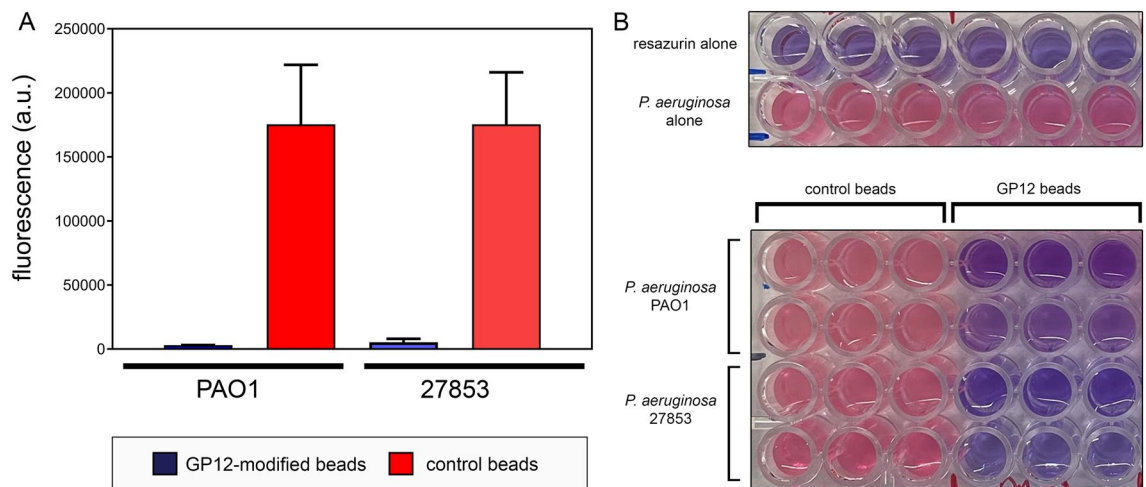 A
fluorescence (a.u.)
250000
200000
150000
100000
50000
0
PAO1
27853
GP12-modified beads
control beads
B
resazurin alone
P. aeruginosa
alone
control beads
GP12 beads
P. aeruginosa
PAO1
P. aeruginosa
27853